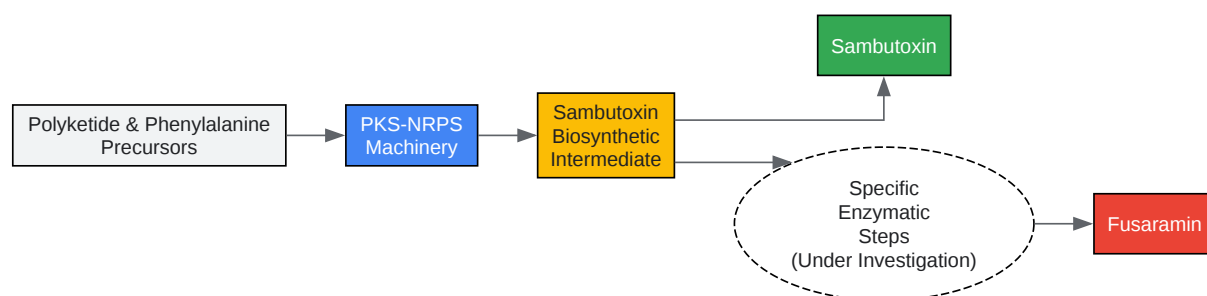 Polyketide & Phenylalanine
Precursors
PKS-NRPS
Machinery
Sambutoxin
Biosynthetic
Intermediate
Sambutoxin
Specific
Enzymatic
Steps
(Under Investigation)
Fusaramin